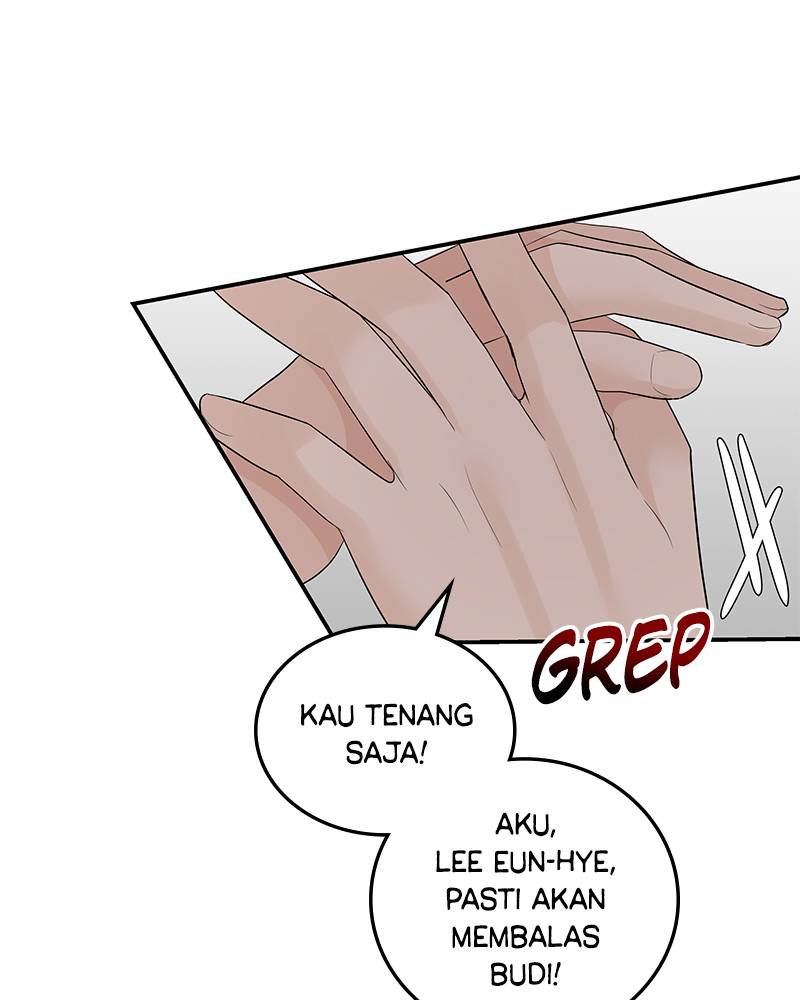 GREP
KAU TENANG
SAJA!
AKU,
LEE EUN-HYE,
PASTI AKAN
MEMBALAS
BUDI!